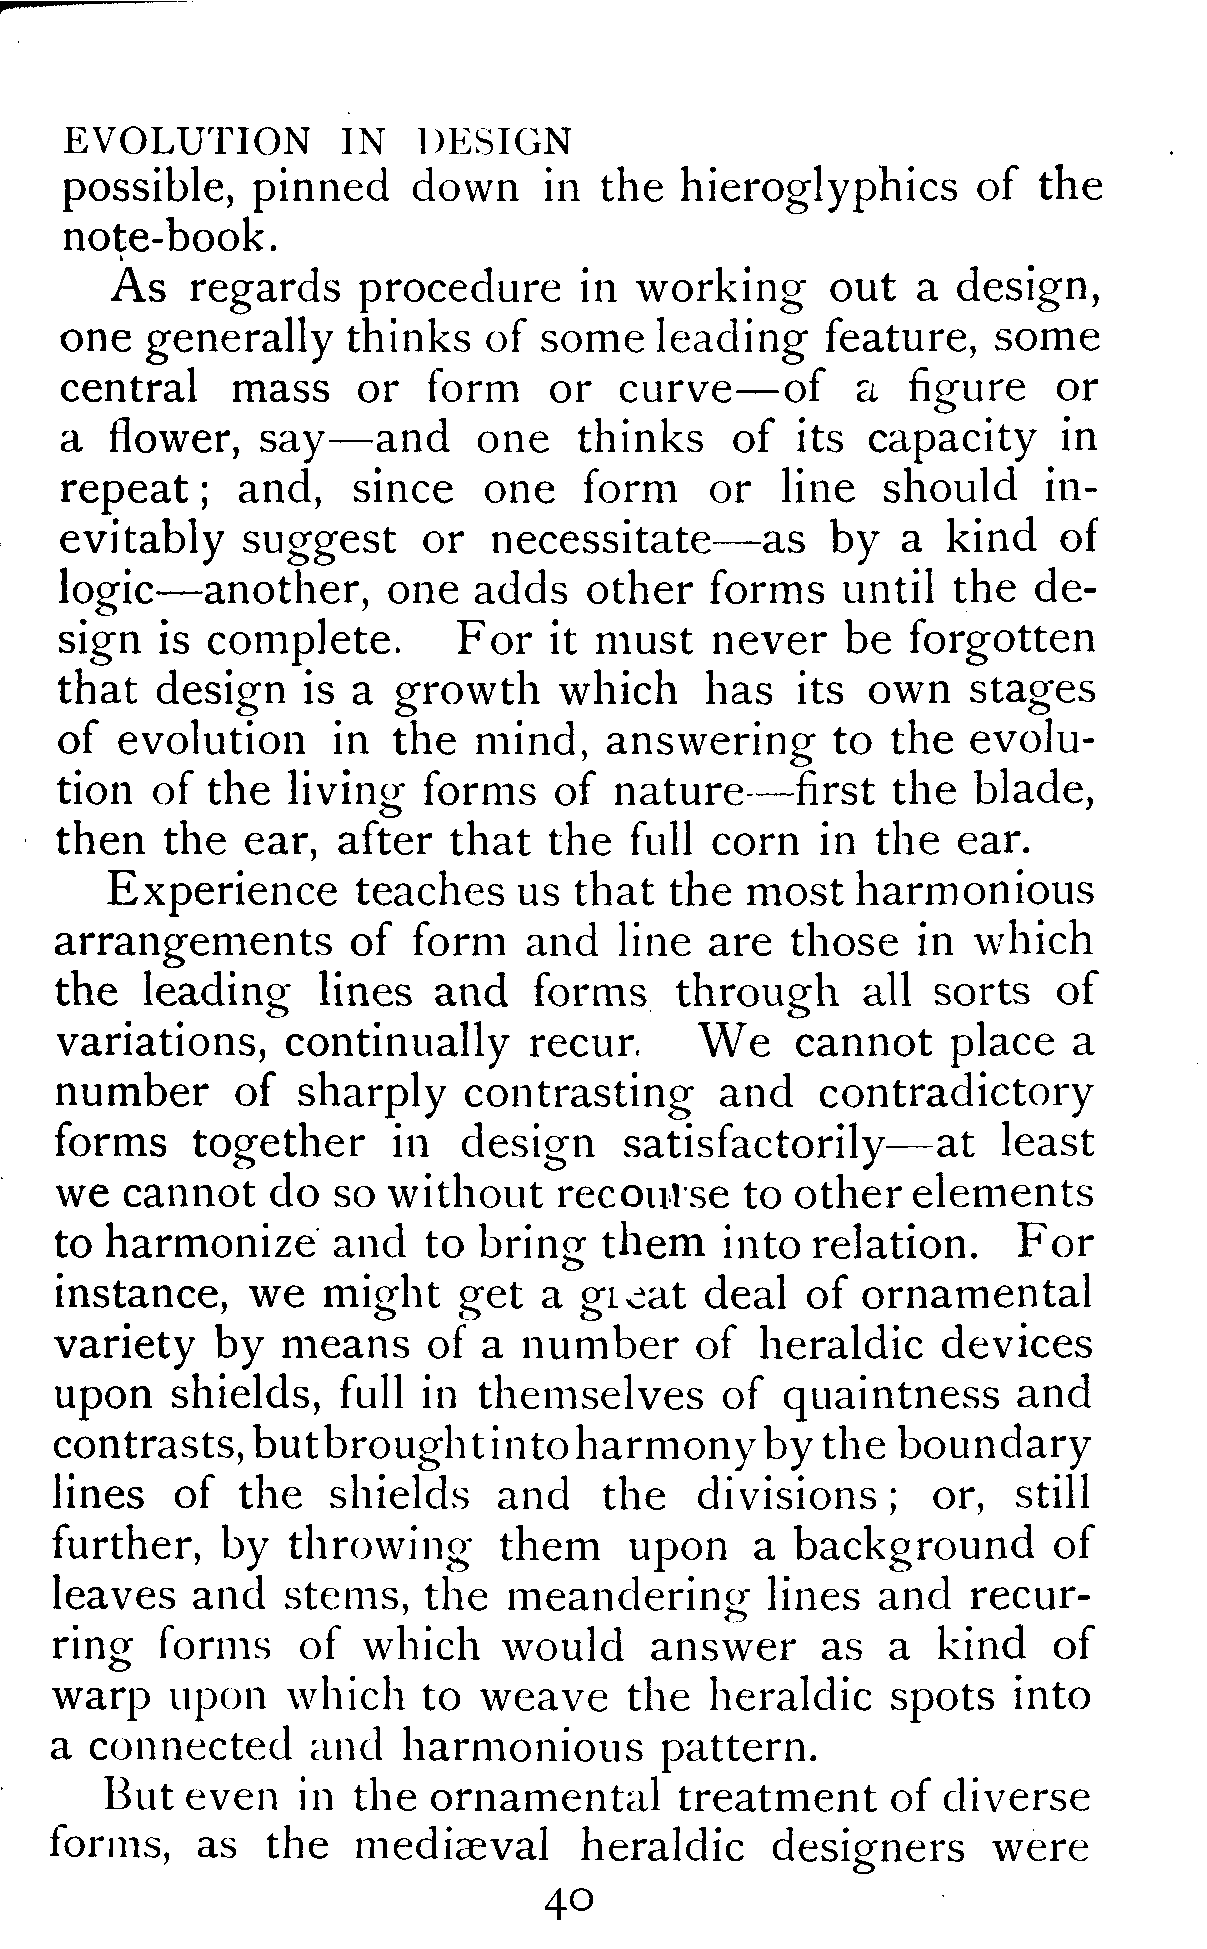 EVOLUTION IN DESIGN
possible, pinned down in the hieroglyphics of the
note-book.
As regards procedure in working out a design,
one generally thinks of some leading feature, some
central mass or form or curve—of a figure or
a flower, say—and one thinks of its capacity in
repeat; and, since one form or line should in-
evitably suggest or necessitate—as by a kind of
logic—another, one adds other forms until the de-
sign is complete. For it must never be forgotten
that design is a growth which has its own stages
of evolution in the mind, answering to the evolu-
tion of the living forms of nature—first the blade,
then the ear, after that the full corn in the ear.
Experience teaches us that the most harmonious
arrangements of form and line are those in which
the leading lines and forms through all sorts of
variations, continually recur. We cannot place a
number of sharply contrasting and contradictory
forms together in design satisfactorily—at least
we cannot do so without recourse to other elements
to harmonize and to bring them into relation. For
instance, we might get a great deal of ornamental
variety by means of a number of heraldic devices
upon shields, full in themselves of quaintness and
contrasts, but brought into harmony by the boundary
lines of the shields and the divisions; or, still
further, by throwing them upon a background of
leaves and stems, the meandering lines and recur-
ring forms of which would answer as a kind of
warp upon which to weave the heraldic spots into
a connected and harmonious pattern.
But even in the ornamental treatment of diverse
forms, as the mediæval heraldic designers were
40